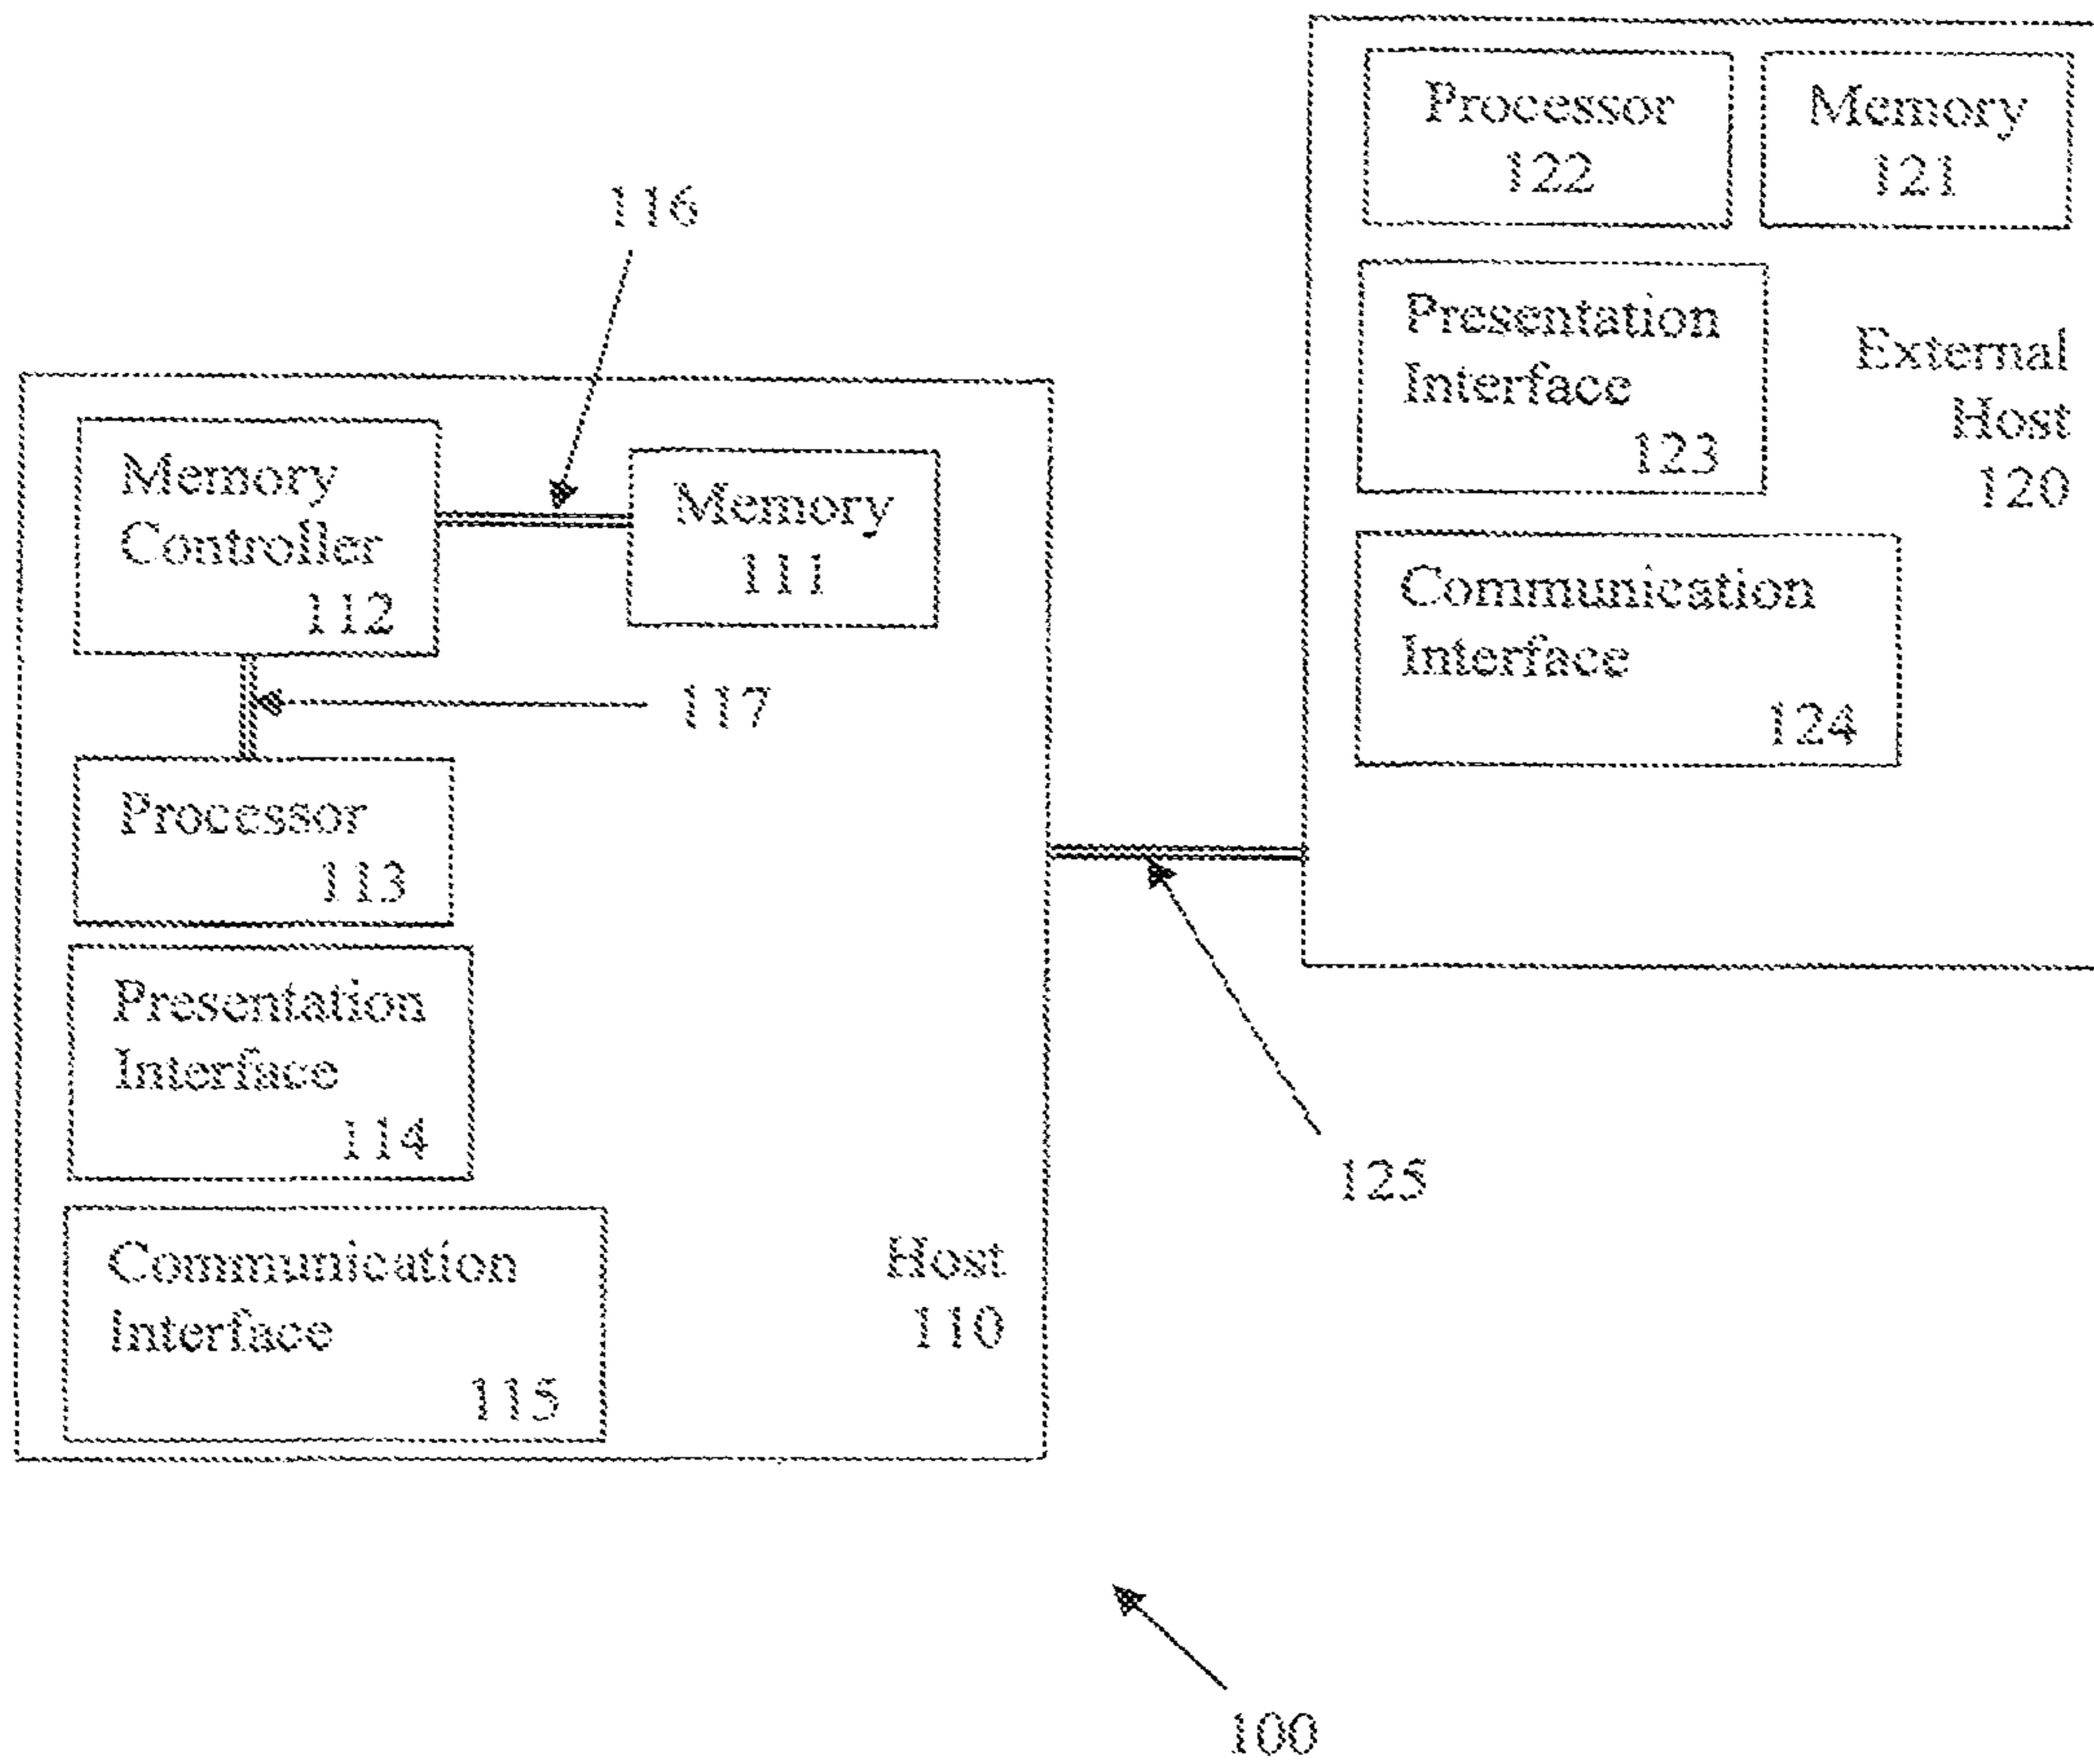 116
Memory
Controller
112
Memory
111
117
Processor
113
Presentation
Interface
114
Communication
Interface
115
Host
110
Processor
122
Memory
121
Presentation
Interface
123
External
Host
120
Communication
Interface
124
125
100